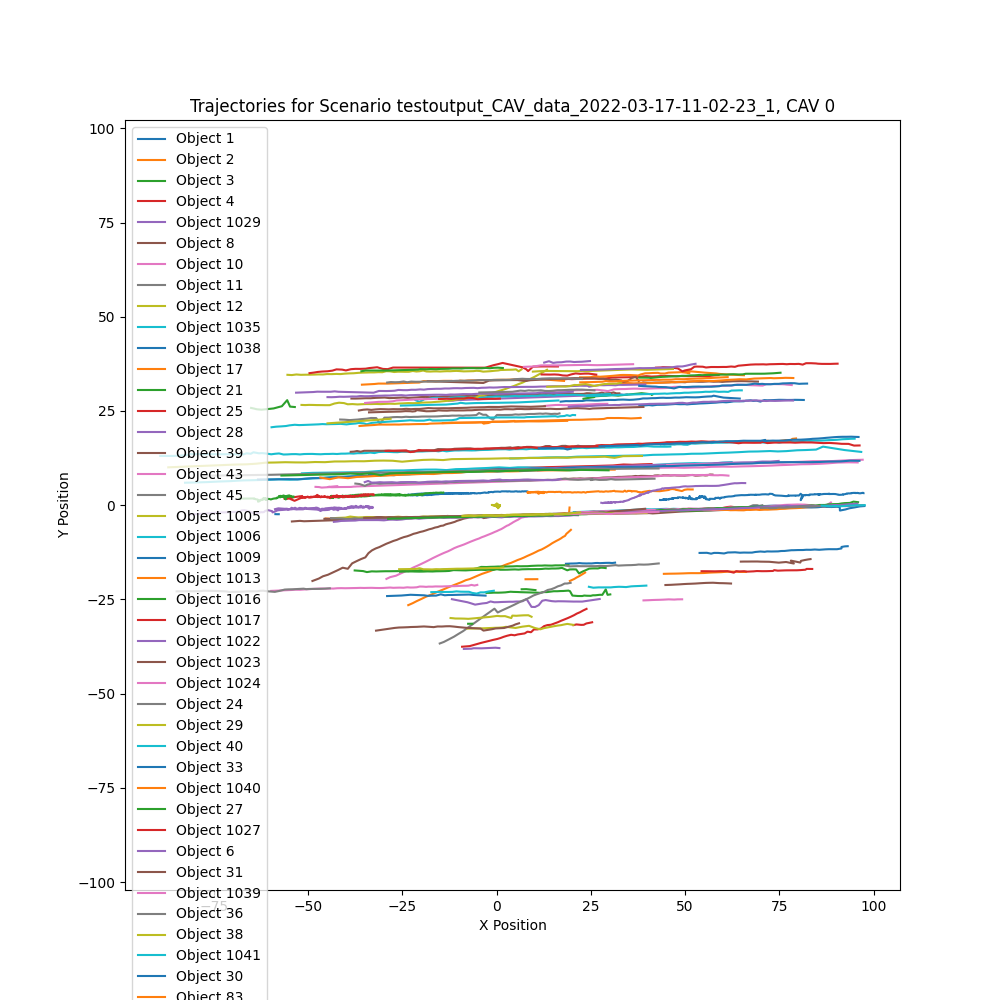 Trajectories for Scenario testoutput_CAV_data_2022-03-17-11-02-23_1, CAV 0
100
75
50
25
0
−25
−50
−75
−100
Y Position
Object 1
Object 2
Object 3
Object 4
Object 1029
Object 8
Object 10
Object 11
Object 12
Object 1035
Object 1038
Object 17
Object 21
Object 25
Object 28
Object 39
Object 43
Object 45
Object 1005
Object 1006
Object 1009
Object 1013
Object 1016
Object 1017
Object 1022
Object 1023
Object 1024
Object 24
Object 29
Object 40
Object 33
Object 1040
Object 27
Object 1027
Object 6
Object 31
Object 1039
Object 36
Object 38
Object 1041
Object 30
Object 83
−75 −50 −25 0 25 50 75 100
X Position